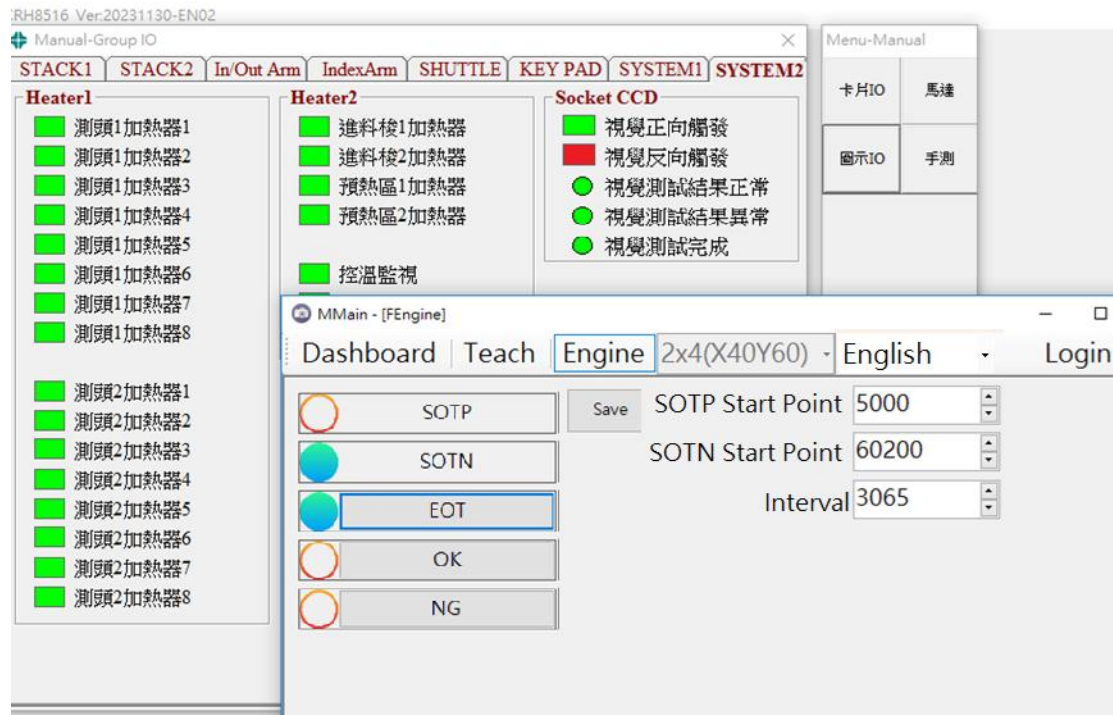 KRH8516 Ver:20231130-EN02
Manual-Group IO
STACK1 STACK2 In/Out Arm IndexArm SHUTTLE KEY PAD SYSTEM1 SYSTEM2
Heater1
測頭1加熱器1
測頭1加熱器2
測頭1加熱器3
測頭1加熱器4
測頭1加熱器5
測頭1加熱器6
測頭1加熱器7
測頭1加熱器8
測頭2加熱器1
測頭2加熱器2
測頭2加熱器3
測頭2加熱器4
測頭2加熱器5
測頭2加熱器6
測頭2加熱器7
測頭2加熱器8
Heater2
進料梭1加熱器
進料梭2加熱器
預熱區1加熱器
預熱區2加熱器
控溫監視
Socket CCD
視覺正向觸發
視覺反向觸發
視覺測試結果正常
視覺測試結果異常
視覺測試完成
Menu-Manual
卡片IO 馬達
圖示IO 手測
MMain - [FEngine]
Dashboard Teach Engine 2x4(X40Y60) English Login
SOTP
SOTN
EOT
OK
NG
Save
SOTP Start Point 5000
SOTN Start Point 60200
Interval 3065